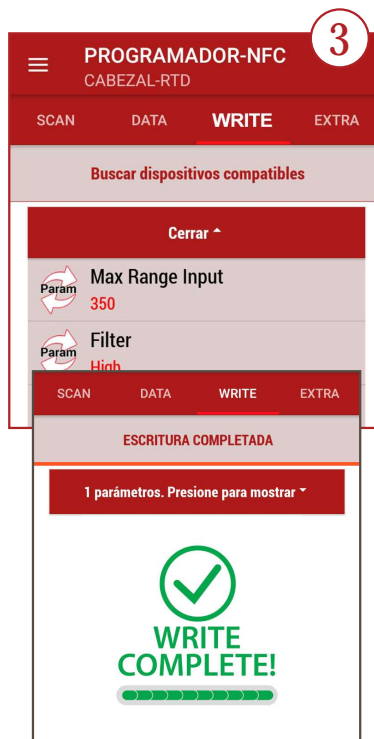 3
PROGRAMADOR-NFC
CABEZAL-RTD
SCAN DATA WRITE EXTRA
Buscar dispositivos compatibles
Cerrar
Param
Max Range Input
350
Param
Filter
High
SCAN DATA WRITE EXTRA
ESCRITURA COMPLETADA
1 parámetros. Presione para mostrar
WRITE
COMPLETE!